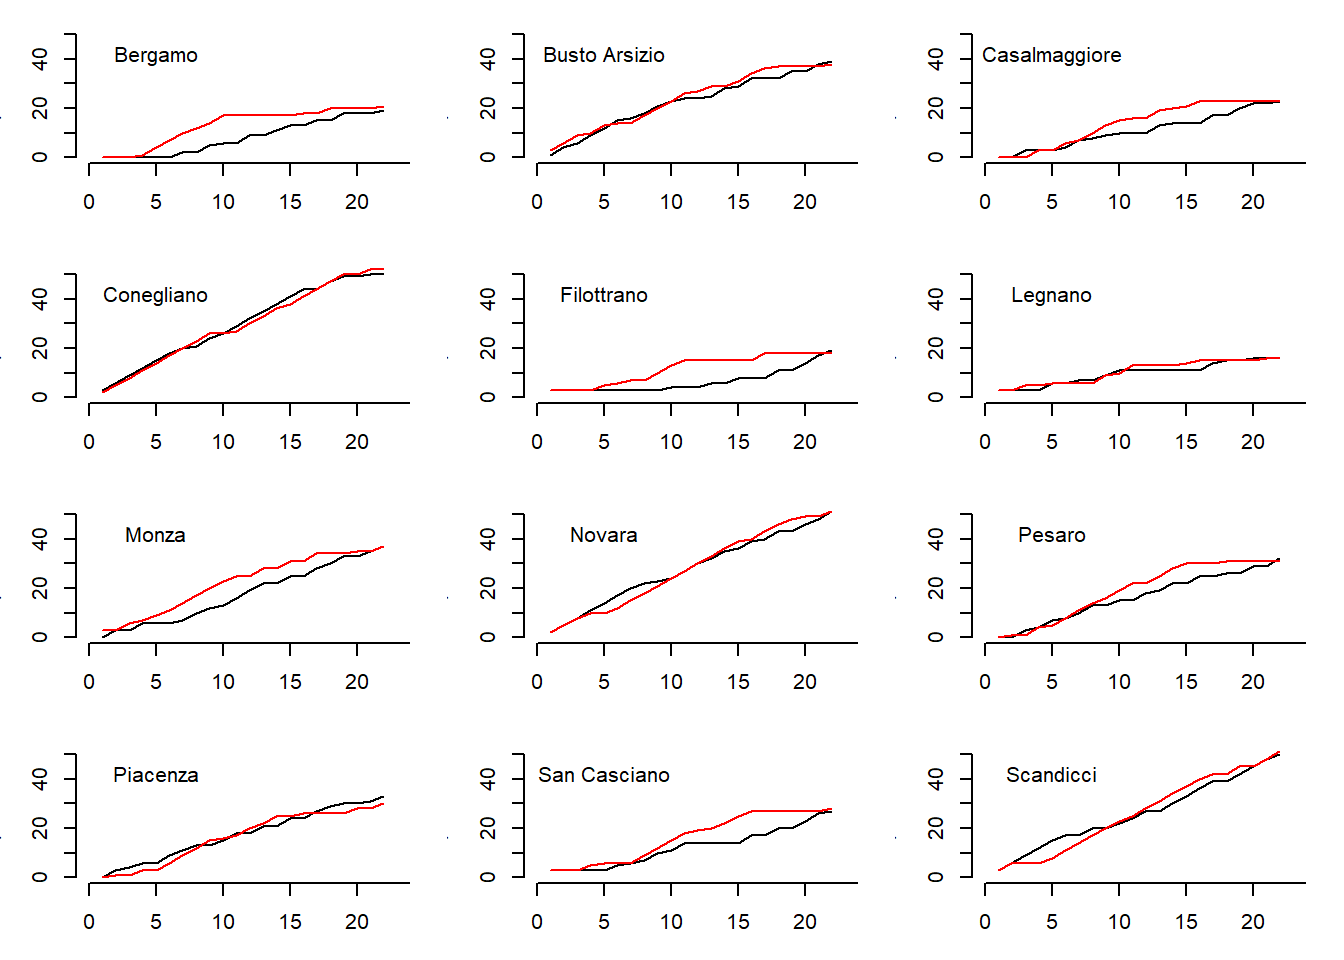 Bergamo
Busto Arsizio
Casalmaggiore
0 20 40
0 20 40
0 20 40
0 5 10 15 20
0 5 10 15 20
0 5 10 15 20
Conegliano
Filottrano
Legnano
0 20 40
0 20 40
0 20 40
0 5 10 15 20
0 5 10 15 20
0 5 10 15 20
Monza
Novara
Pesaro
0 20 40
0 20 40
0 20 40
0 5 10 15 20
0 5 10 15 20
0 5 10 15 20
Piacenza
San Casciano
Scandicci
0 20 40
0 20 40
0 20 40
0 5 10 15 20
0 5 10 15 20
0 5 10 15 20